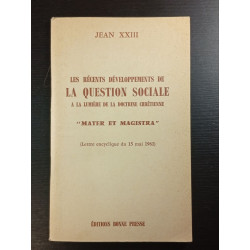 JEAN XXIII
LES RÉCENTS DÉVELOPPEMENTS DE
LA QUESTION SOCIALE
A LA LUMIÈRE DE LA DOCTRINE CHRÉTIENNE
"MATER ET MAGISTRA"
(Lettre encyclique du 15 mai 1961)
ÉDITIONS BONNE PRESSE